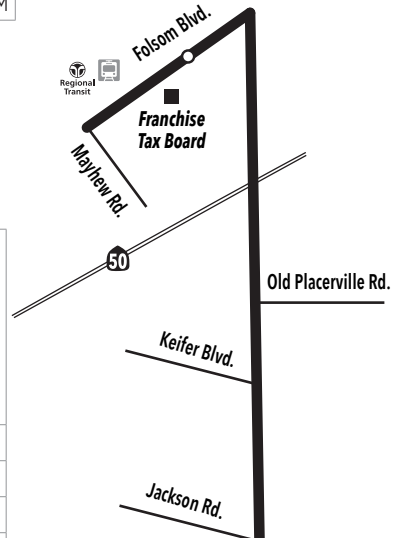 M
Folsom Blvd.
Regional
Transit
Franchise
Tax Board
Mayhew Rd.
50
Old Placerville Rd.
Keifer Blvd.
Jackson Rd.